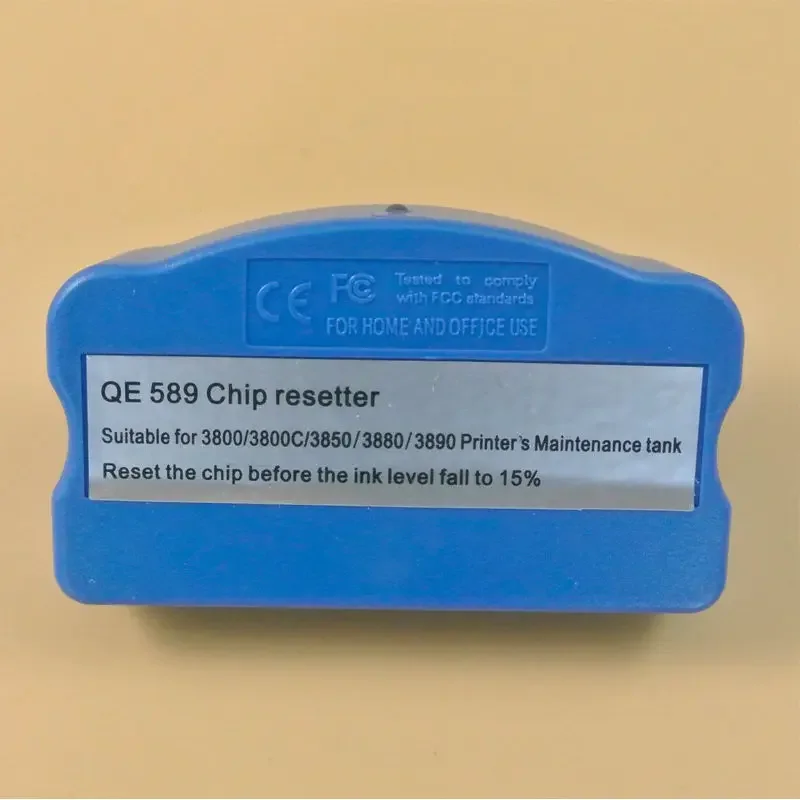 CE FC Tested to comply
with FCC standards
FOR HOME AND OFFICE USE
QE 589 Chip resetter
Suitable for 3800/3800C/3850/3880/3890 Printer's Maintenance tank
Reset the chip before the ink level fall to 15%